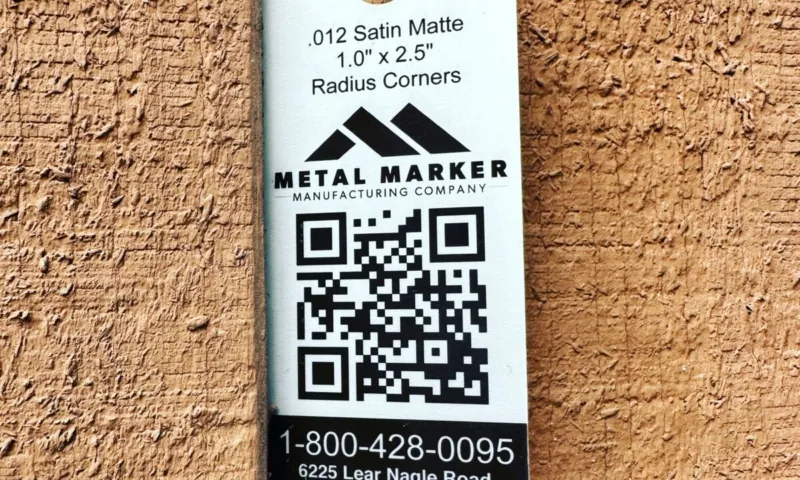 .012 Satin Matte
1.0" x 2.5"
Radius Corners
METAL MARKER
MANUFACTURING COMPANY
1-800-428-0095
6225 Lear Nagle Road